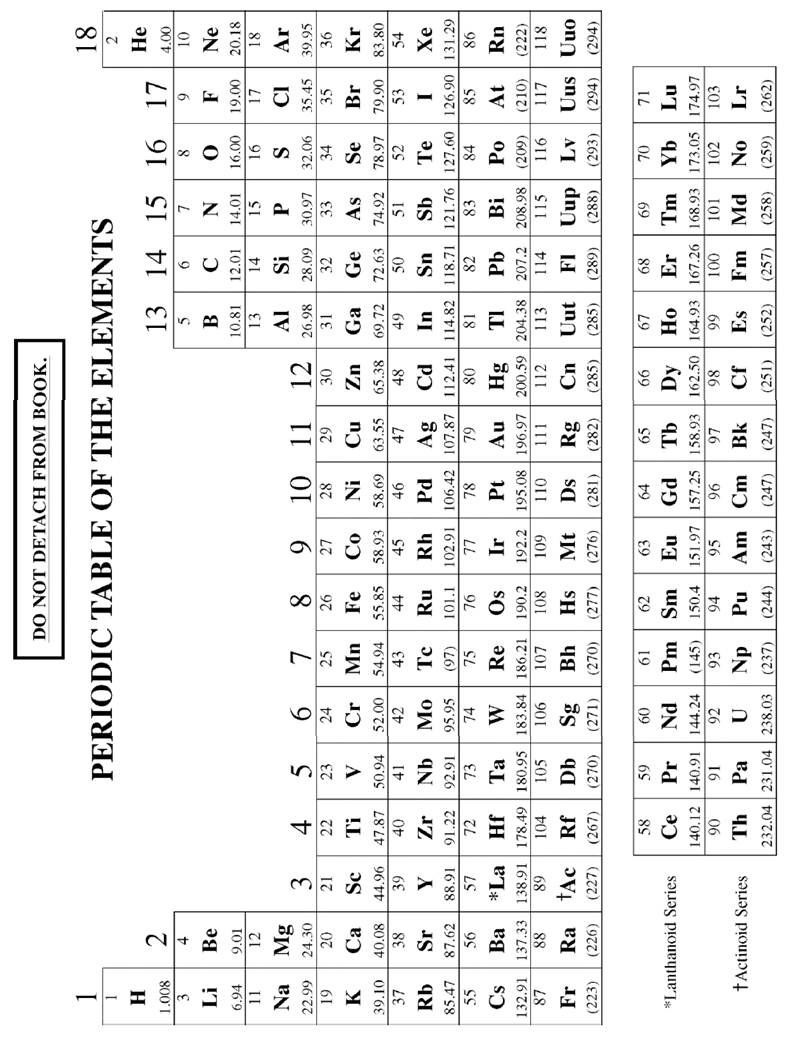 DO NOT DETACH FROM BOOK.
PERIODIC TABLE OF THE ELEMENTS
1 18
1 2
H He
1.008 2 13 14 15 16 17 4.00
3 4 5 6 7 8 9 10
Li Be B C N O F Ne
6.94 9.01 10.81 12.01 14.01 16.00 19.00 20.18
11 12 13 14 15 16 17 18
Na Mg Al Si P S Cl Ar
22.99 24.30 3 4 5 6 7 8 9 10 11 12 26.98 28.09 30.97 32.06 35.45 39.95
19 20 21 22 23 24 25 26 27 28 29 30 31 32 33 34 35 36
K Ca Sc Ti V Cr Mn Fe Co Ni Cu Zn Ga Ge As Se Br Kr
39.10 40.08 44.96 47.87 50.94 52.00 54.94 55.85 58.93 58.69 63.55 65.38 69.72 72.63 74.92 78.97 79.90 83.80
37 38 39 40 41 42 43 44 45 46 47 48 49 50 51 52 53 54
Rb Sr Y Zr Nb Mo Tc Ru Rh Pd Ag Cd In Sn Sb Te I Xe
85.47 87.62 88.91 91.22 92.91 95.95 (97) 101.1 102.91 106.42 107.87 112.41 114.82 118.71 121.76 127.60 126.90 131.29
55 56 57 72 73 74 75 76 77 78 79 80 81 82 83 84 85 86
Cs Ba *La Hf Ta W Re Os Ir Pt Au Hg Tl Pb Bi Po At Rn
132.91 137.33 138.91 178.49 180.95 183.84 186.21 190.2 192.2 195.08 196.97 200.59 204.38 207.2 208.98 (209) (210) (222)
87 88 89 104 105 106 107 108 109 110 111 112 113 114 115 116 117 118
Fr Ra †Ac Rf Db Sg Bh Hs Mt Ds Rg Cn Uut Fl Uup Lv Uus Uuo
(223) (226) (227) (267) (270) (271) (270) (277) (276) (281) (282) (285) (285) (289) (288) (293) (294) (294)
58 59 60 61 62 63 64 65 66 67 68 69 70 71
*Lanthanoid Series Ce Pr Nd Pm Sm Eu Gd Tb Dy Ho Er Tm Yb Lu
140.12 140.91 144.24 (145) 150.4 151.97 157.25 158.93 162.50 164.93 167.26 168.93 173.05 174.97
90 91 92 93 94 95 96 97 98 99 100 101 102 103
†Actinoid Series Th Pa U Np Pu Am Cm Bk Cf Es Fm Md No Lr
232.04 231.04 238.03 (237) (244) (243) (247) (247) (251) (252) (257) (258) (259) (262)